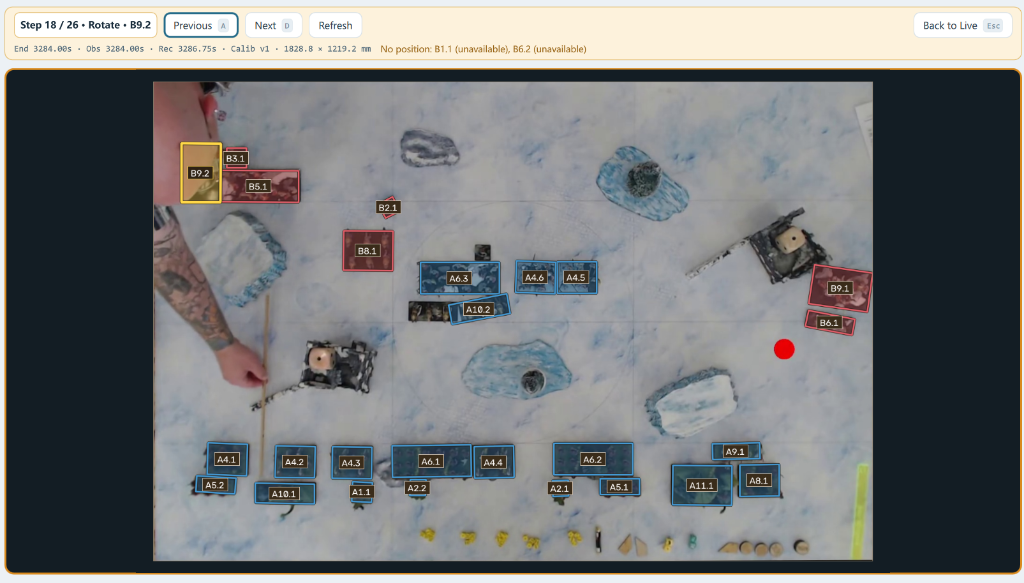 Step 18 / 26 • Rotate • B9.2 Previous A Next D Refresh Back to Live Esc
End 3284.00s · Obs 3284.00s · Rec 3286.75s · Calib v1 · 1828.8 × 1219.2 mm No position: B1.1 (unavailable), B6.2 (unavailable)
B3.1
B9.2 B5.1
B2.1
B8.1
A6.3 A4.6 A4.5
B9.1
A10.2
B6.1
A9.1
A4.1 A4.2 A4.3 A6.1 A4.4 A6.2
A5.2 A10.1 A1.1 A2.2 A2.1 A5.1 A11.1 A8.1